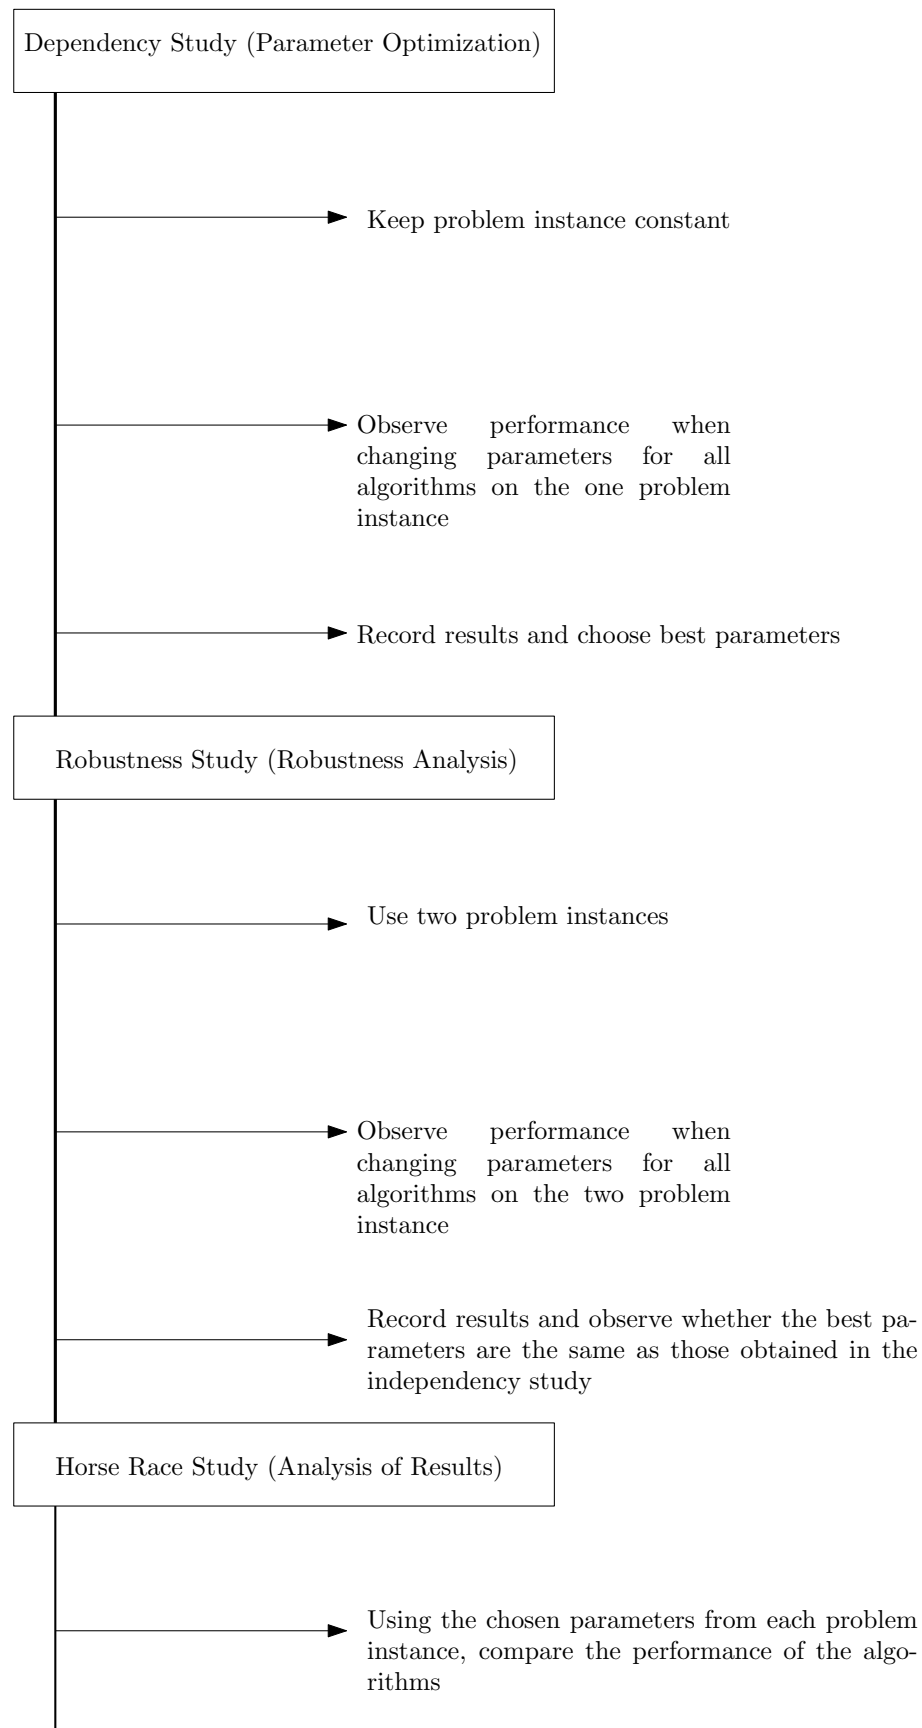 Dependency Study (Parameter Optimization)
Keep problem instance constant
Observe performance when
changing parameters for all
algorithms on the one problem
instance
Record results and choose best parameters
Robustness Study (Robustness Analysis)
Use two problem instances
Observe performance when
changing parameters for all
algorithms on the two problem
instance
Record results and observe whether the best pa-
rameters are the same as those obtained in the
independency study
Horse Race Study (Analysis of Results)
Using the chosen parameters from each problem
instance, compare the performance of the algo-
rithms